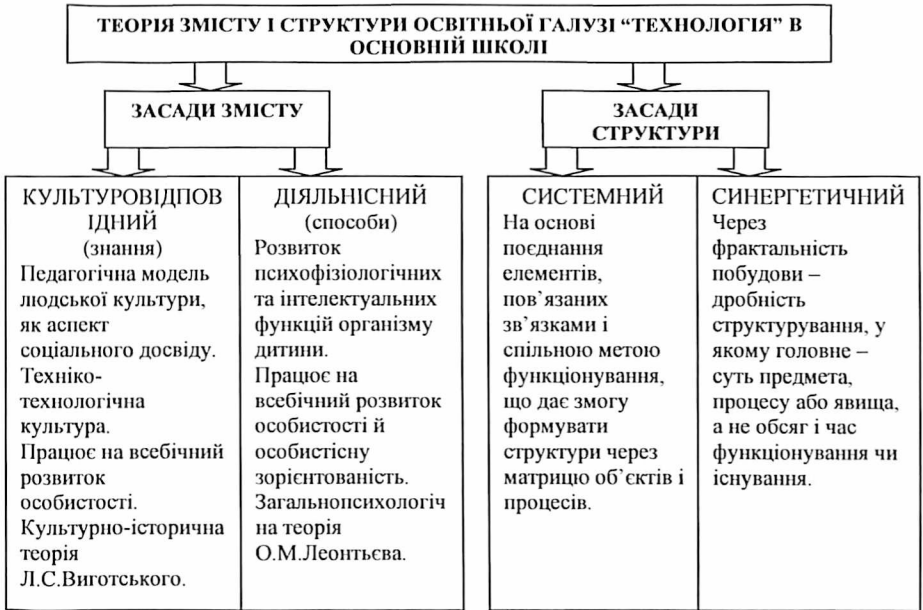 ТЕОРІЯ ЗМІСТУ І СТРУКТУРИ ОСВІТНЬОЇ ГАЛУЗІ “ТЕХНОЛОГІЯ” В
ОСНОВНІЙ ШКОЛІ
ЗАСАДИ ЗМІСТУ
ЗАСАДИ
СТРУКТУРИ
КУЛЬТУРОВІДПОВ
ІДНИЙ
(знання)
Педагогічна модель
людської культури,
як аспект
соціального досвіду.
Техніко-
технологічна
культура.
Працює на всебічний
розвиток
особистості.
Культурно-історична
теорія
Л.С.Виготського.
ДІЯЛЬНІСНИЙ
(способи)
Розвиток
психофізіологічних
та інтелектуальних
функцій організму
дитини.
Працює на
всебічний розвиток
особистості й
особистісну
зорієнтованість.
Загальнопсихологіч
на теорія
О.М.Леонтьєва.
СИСТЕМНИЙ
На основі
поєднання
елементів,
пов’язаних
зв’язками і
спільною метою
функціонування,
що дає змогу
формувати
структури через
матрицю об’єктів і
процесів.
СИНЕРГЕТИЧНИЙ
Через
фрактальність
побудови –
дробність
структурування, у
якому головне –
суть предмета,
процесу або явища,
а не обсяг і час
функціонування чи
існування.